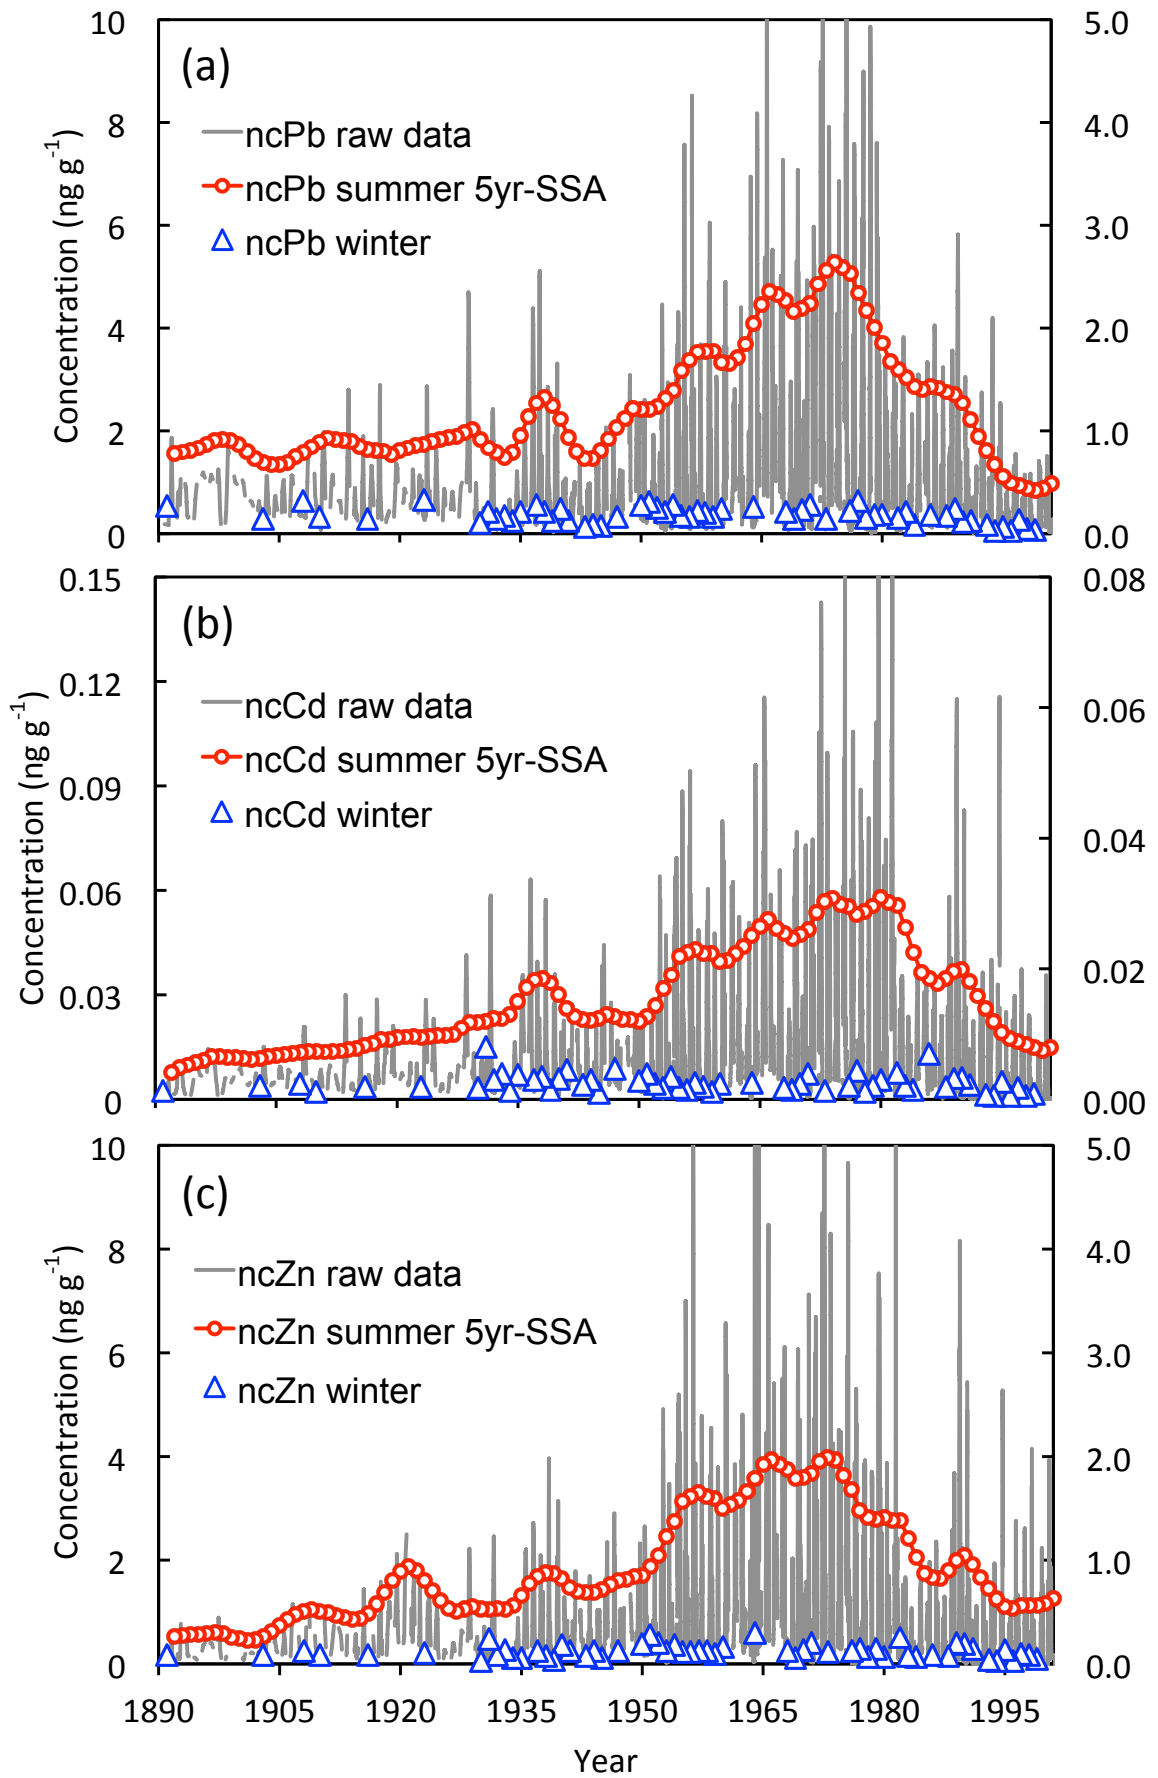 (a)
Concentration (ng g-1)
10
8
6
4
2
0
5.0
4.0
3.0
2.0
1.0
0.0
ncPb raw data
ncPb summer 5yr-SSA
ncPb winter
(b)
Concentration (ng g-1)
0.15
0.12
0.09
0.06
0.03
0
0.08
0.06
0.04
0.02
0.00
ncCd raw data
ncCd summer 5yr-SSA
ncCd winter
(c)
Concentration (ng g-1)
10
8
6
4
2
0
5.0
4.0
3.0
2.0
1.0
0.0
ncZn raw data
ncZn summer 5yr-SSA
ncZn winter
1890 1905 1920 1935 1950 1965 1980 1995
Year